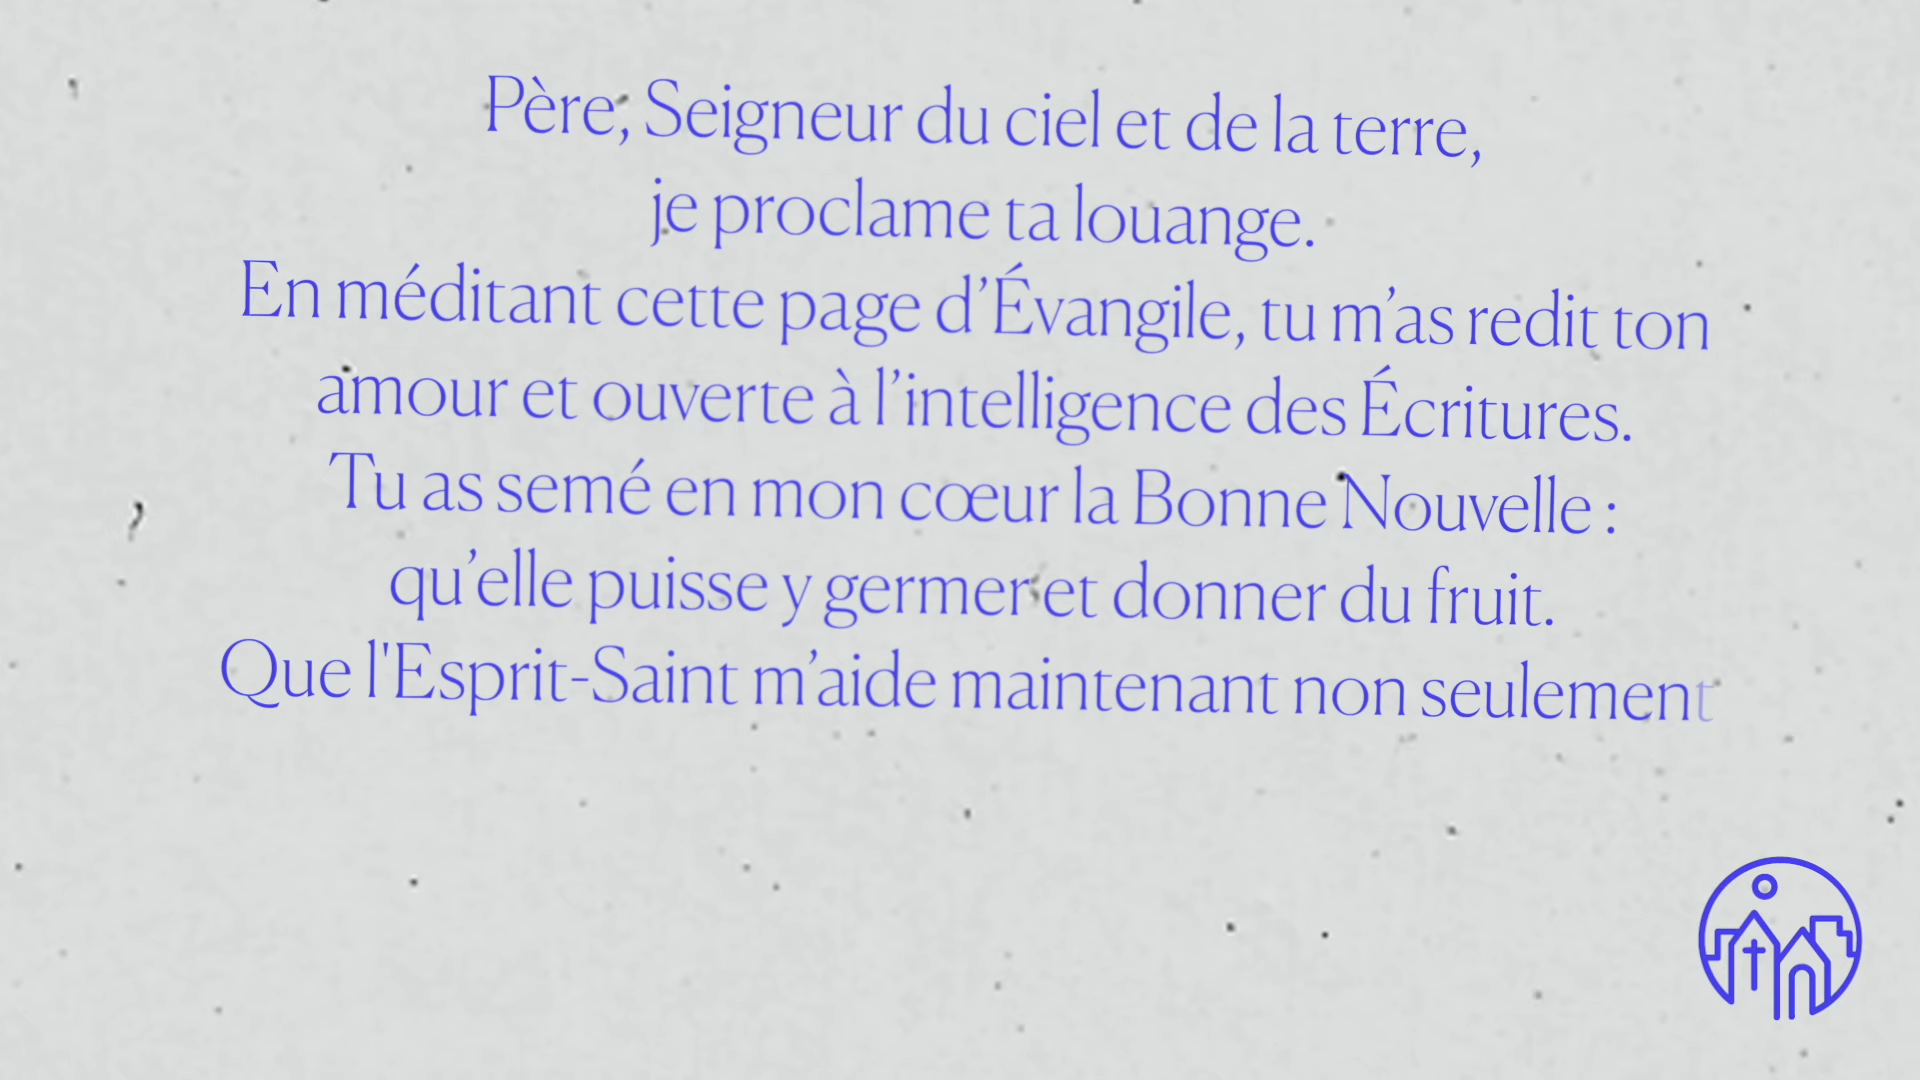 Père, Seigneur du ciel et de la terre,
je proclame ta louange.
En méditant cette page d’Évangile, tu m’as redit ton
amour et ouverte à l’intelligence des Écritures.
Tu as semé en mon cœur la Bonne Nouvelle :
qu’elle puisse y germer et donner du fruit.
Que l'Esprit-Saint m’aide maintenant non seulement